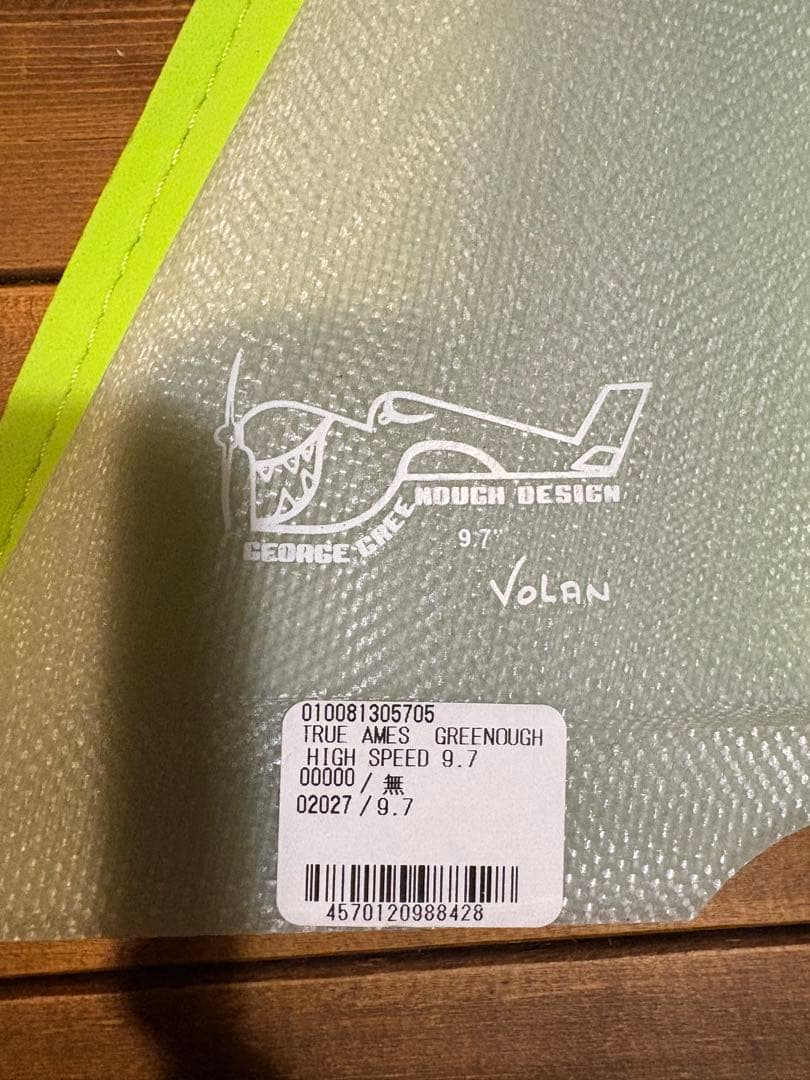 GEORGE GREENOUGH DESIGN
9.7"
VOLAN
010081305705
TRUE AMES GREENOUGH
HIGH SPEED 9.7
00000 / 無
02027 / 9.7
4570120988428